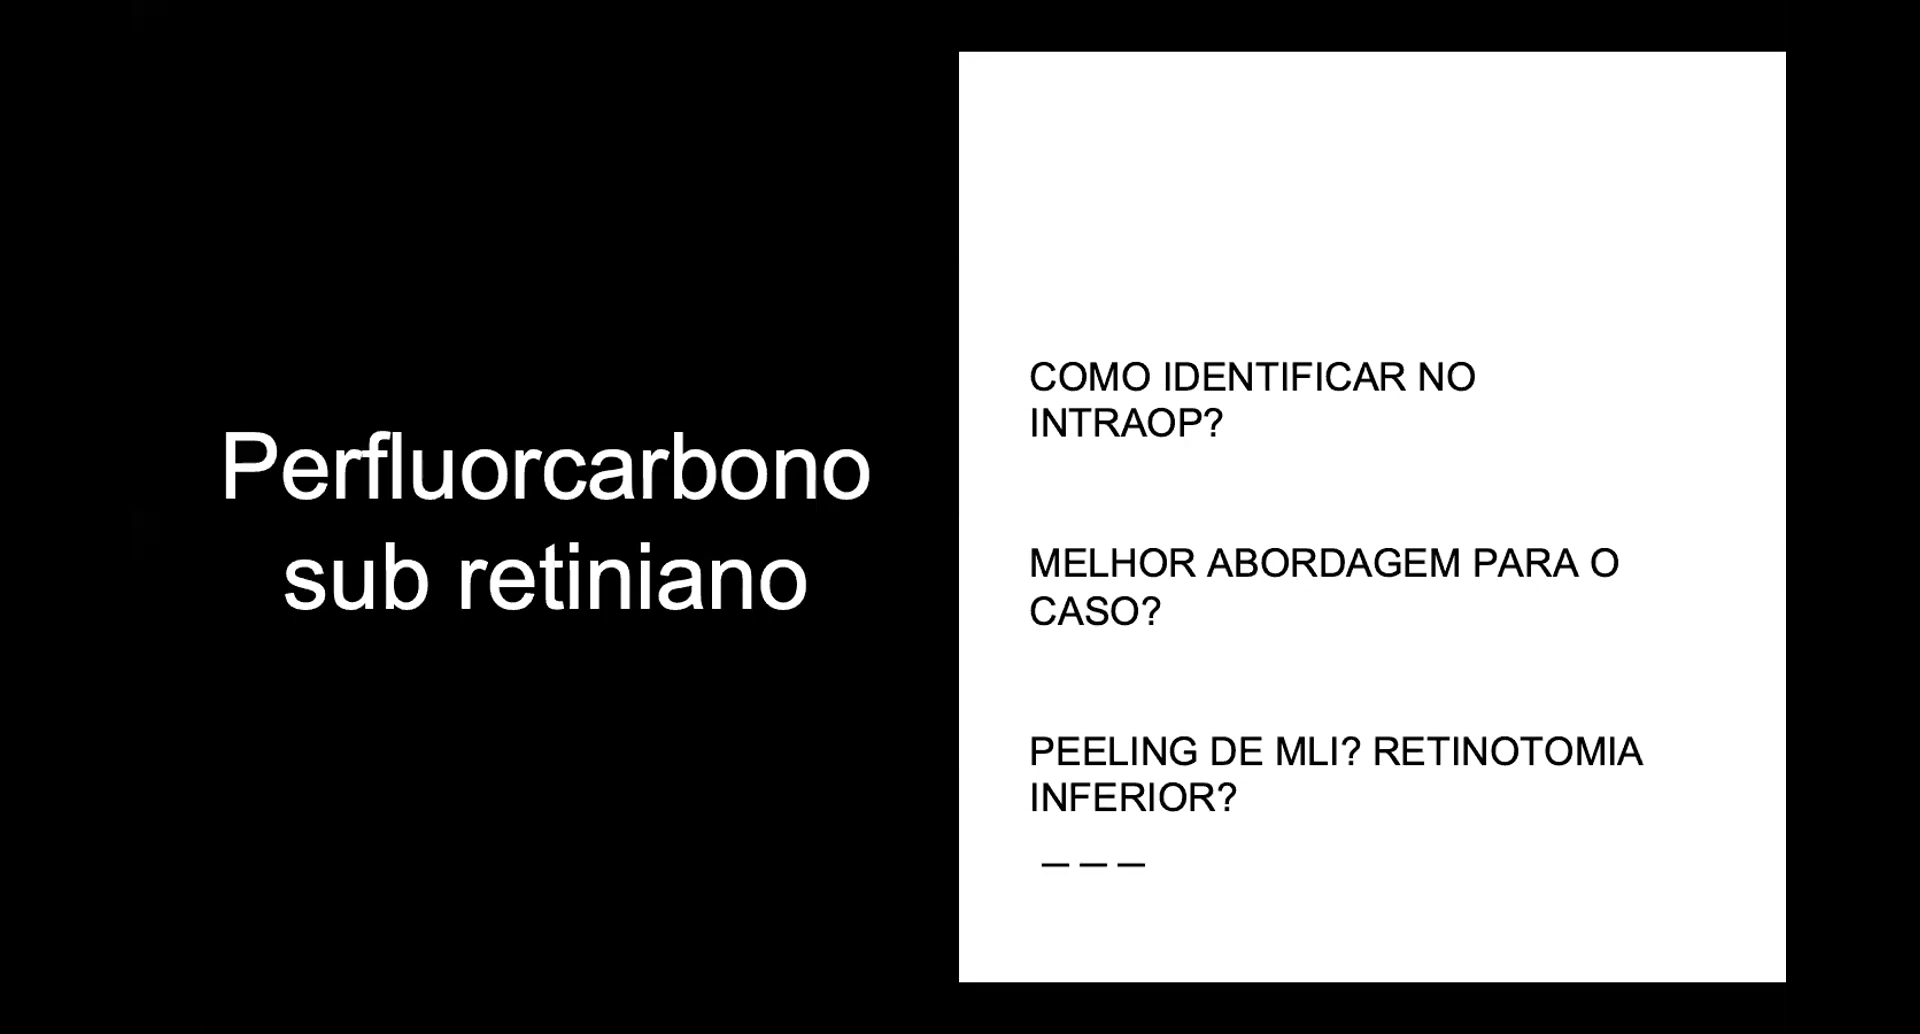 Perfluorcarbono
sub retiniano
COMO IDENTIFICAR NO
INTRAOP?
MELHOR ABORDAGEM PARA O
CASO?
PEELING DE MLI? RETINOTOMIA
INFERIOR?
_ _ _